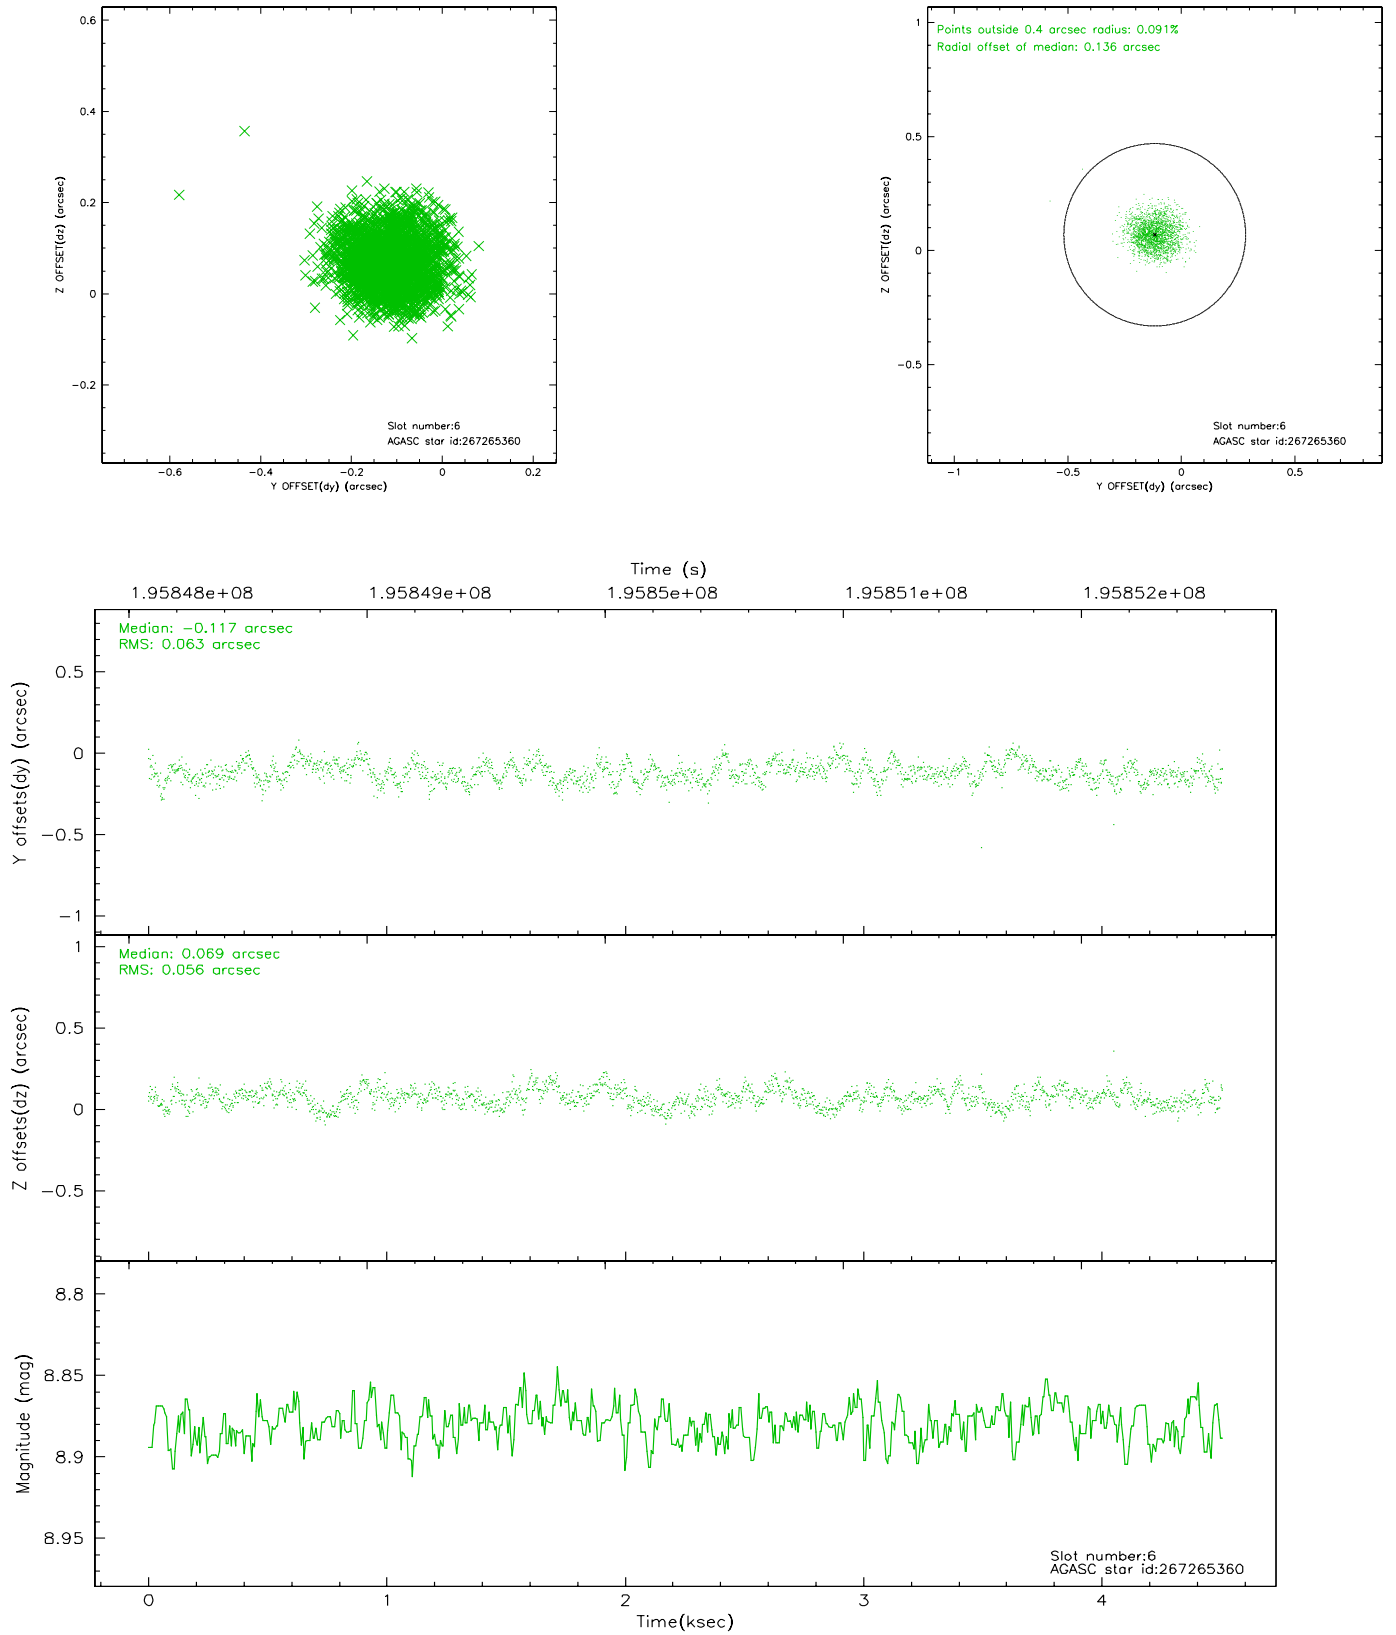 0.6
0.4
0.2
0
−0.2
Z OFFSET(dz) (arcsec)
Slot number:6
AGASC star id:267265360
−0.6 −0.4 −0.2 0 0.2
Y OFFSET(dy) (arcsec)
Points outside 0.4 arcsec radius: 0.091%
Radial offset of median: 0.136 arcsec
1
0.5
0
−0.5
Z OFFSET(dz) (arcsec)
Slot number:6
AGASC star id:267265360
−1 −0.5 0 0.5
Y OFFSET(dy) (arcsec)
Time (s)
1.95848e+08 1.95849e+08 1.9585e+08 1.95851e+08 1.95852e+08
Median: −0.117 arcsec
RMS: 0.063 arcsec
0.5
0
−0.5
−1
Y offsets(dy) (arcsec)
Median: 0.069 arcsec
RMS: 0.056 arcsec
1
0.5
0
−0.5
Z offsets(dz) (arcsec)
8.8
8.85
8.9
8.95
Magnitude (mag)
Slot number:6
AGASC star id:267265360
0 1 2 3 4
Time(ksec)